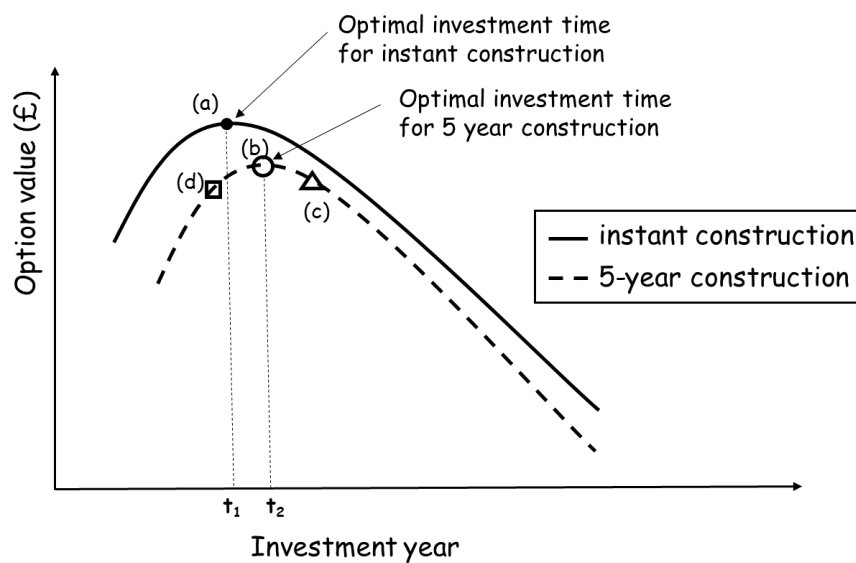 Optimal investment time
for instant construction
Optimal investment time
for 5 year construction
(a)
(b)
(d)
(c)
Option value (£)
instant construction
5-year construction
t₁
t₂
Investment year